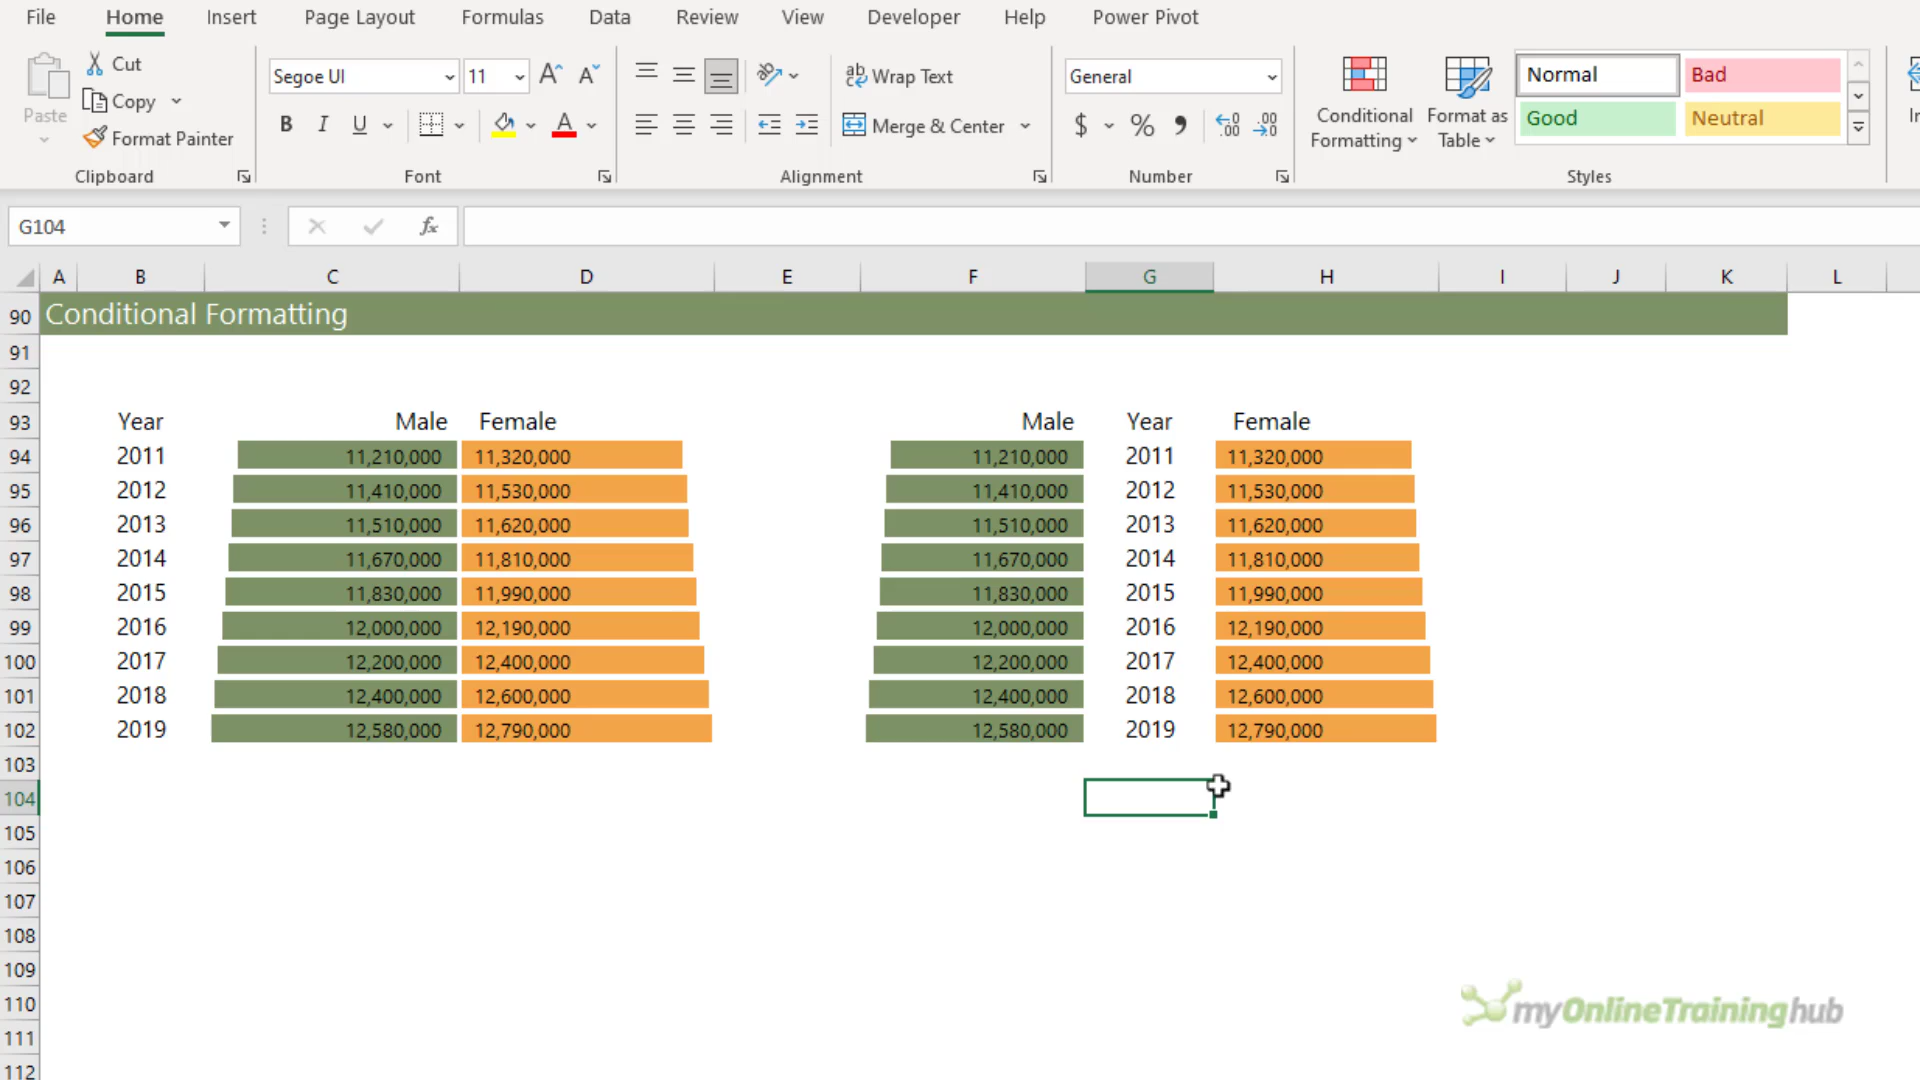 File Home Insert Page Layout Formulas Data Review View Developer Help Power Pivot
Paste
Cut
Copy
Format Painter
Clipboard
Segoe UI 11 A A
B I U A
Font
ab Wrap Text
Merge & Center
Alignment
General
$ % 9 .00 .00
Number
Conditional Formatting
Format as Table
Normal Bad
Good Neutral
Styles
G104 fx
A B C D E F G H I J K L
90 Conditional Formatting
91
92
93 Year Male Female Male Year Female
94 2011 11,210,000 11,320,000 11,210,000 2011 11,320,000
95 2012 11,410,000 11,530,000 11,410,000 2012 11,530,000
96 2013 11,510,000 11,620,000 11,510,000 2013 11,620,000
97 2014 11,670,000 11,810,000 11,670,000 2014 11,810,000
98 2015 11,830,000 11,990,000 11,830,000 2015 11,990,000
99 2016 12,000,000 12,190,000 12,000,000 2016 12,190,000
100 2017 12,200,000 12,400,000 12,200,000 2017 12,400,000
101 2018 12,400,000 12,600,000 12,400,000 2018 12,600,000
102 2019 12,580,000 12,790,000 12,580,000 2019 12,790,000
103
104
105
106
107
108
109
110
111
112
myOnlineTraininghub